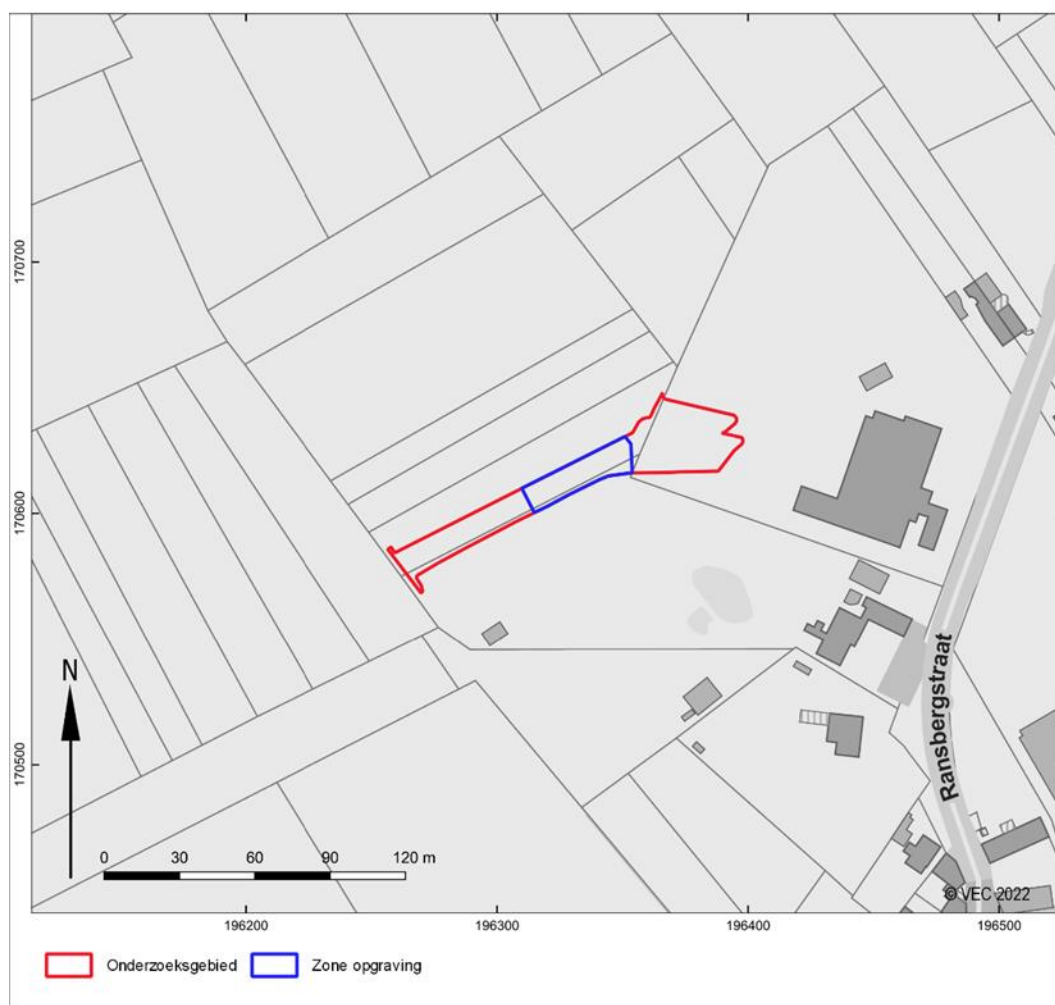 170700
170600
170500
Ransbergstraat
N
0 30 60 90 120 m
© VEC 2022
196200 196300 196400 196500
Onderzoeksgebied Zone opgraving